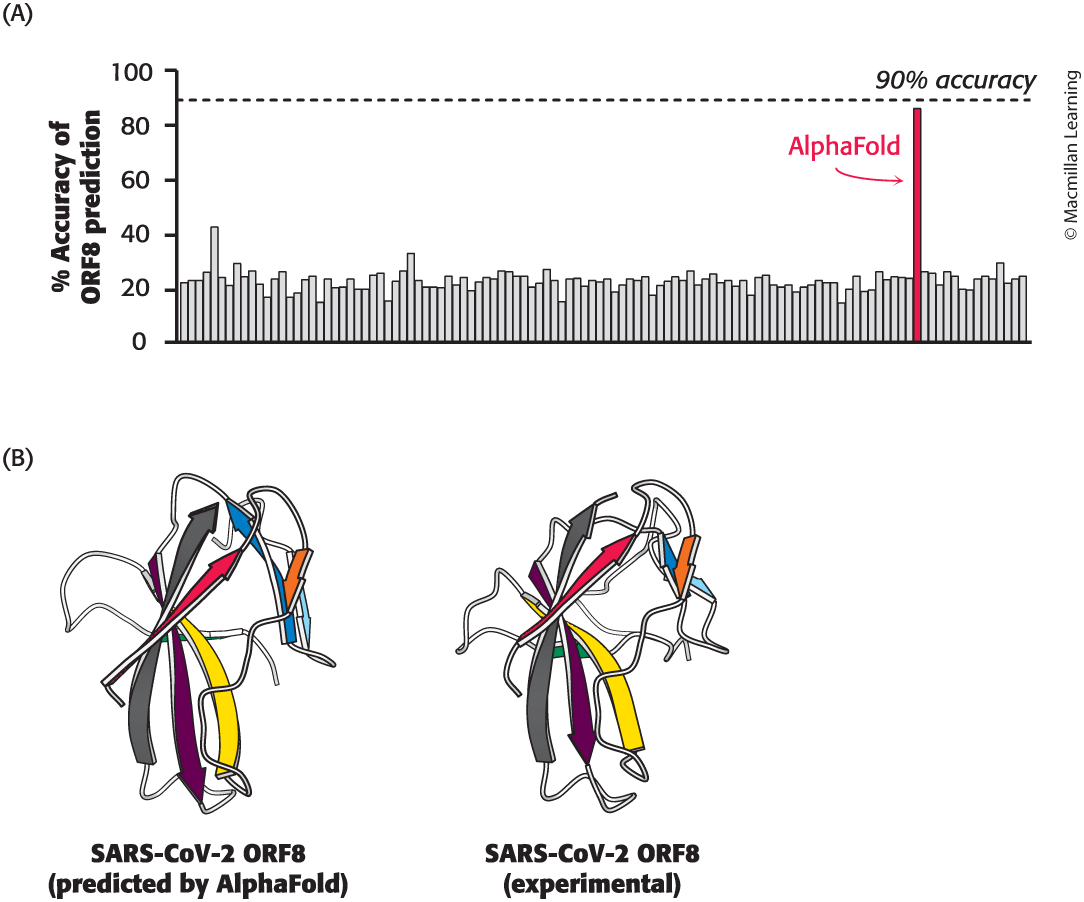 (A)
100
80
60
40
20
0
% Accuracy of
ORF8 prediction
90% accuracy
AlphaFold
© Macmillan Learning
(B)
SARS-CoV-2 ORF8
(predicted by AlphaFold)
SARS-CoV-2 ORF8
(experimental)